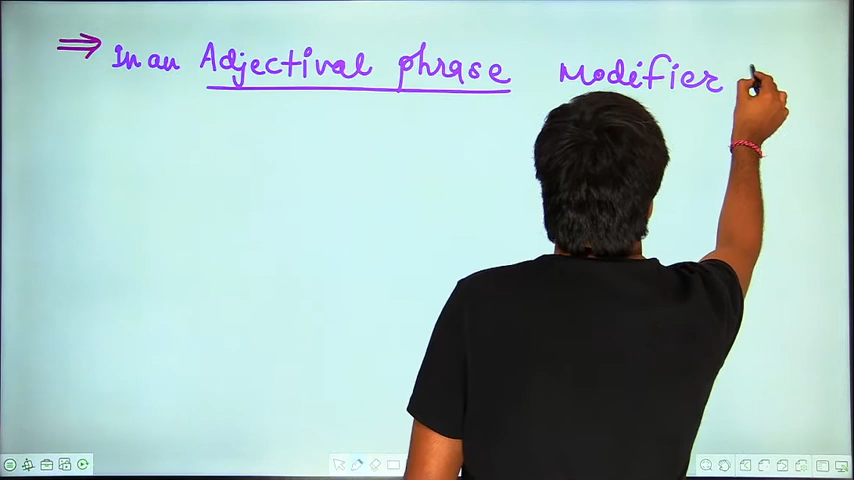 ⇒ In an Adjectival phrase Modifier